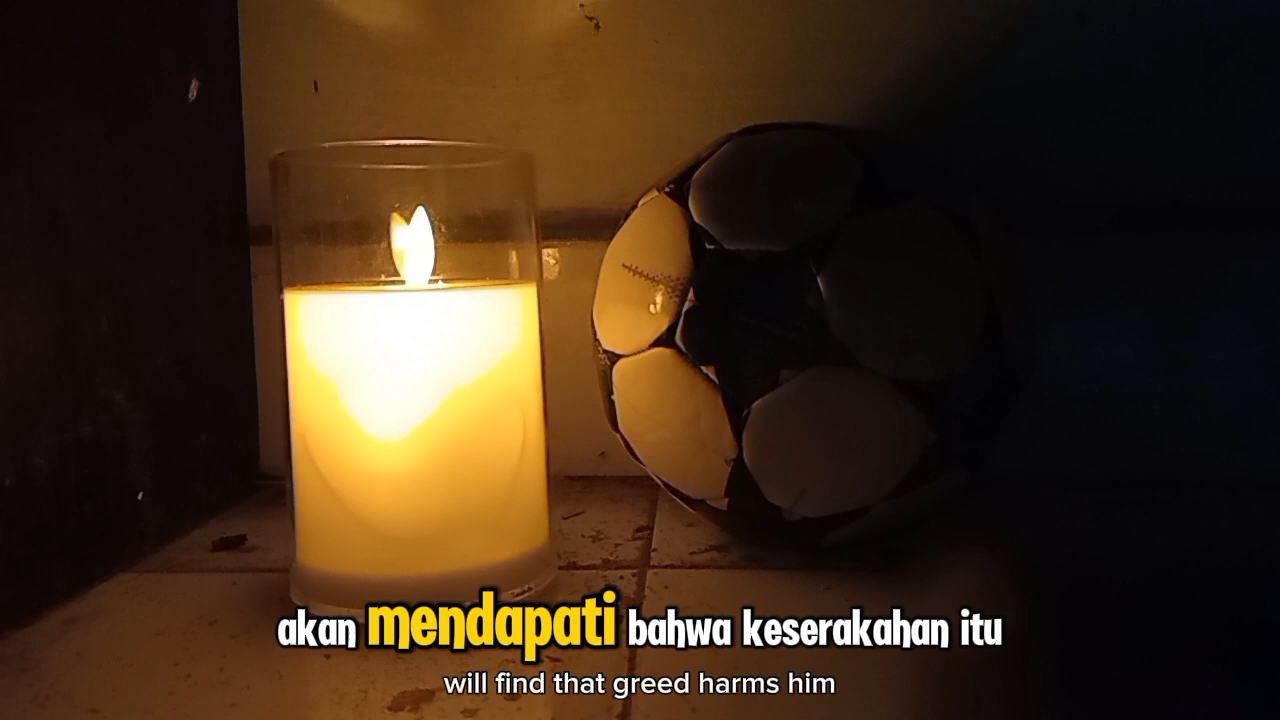 akan mendapati bahwa keserakahan itu
will find that greed harms him